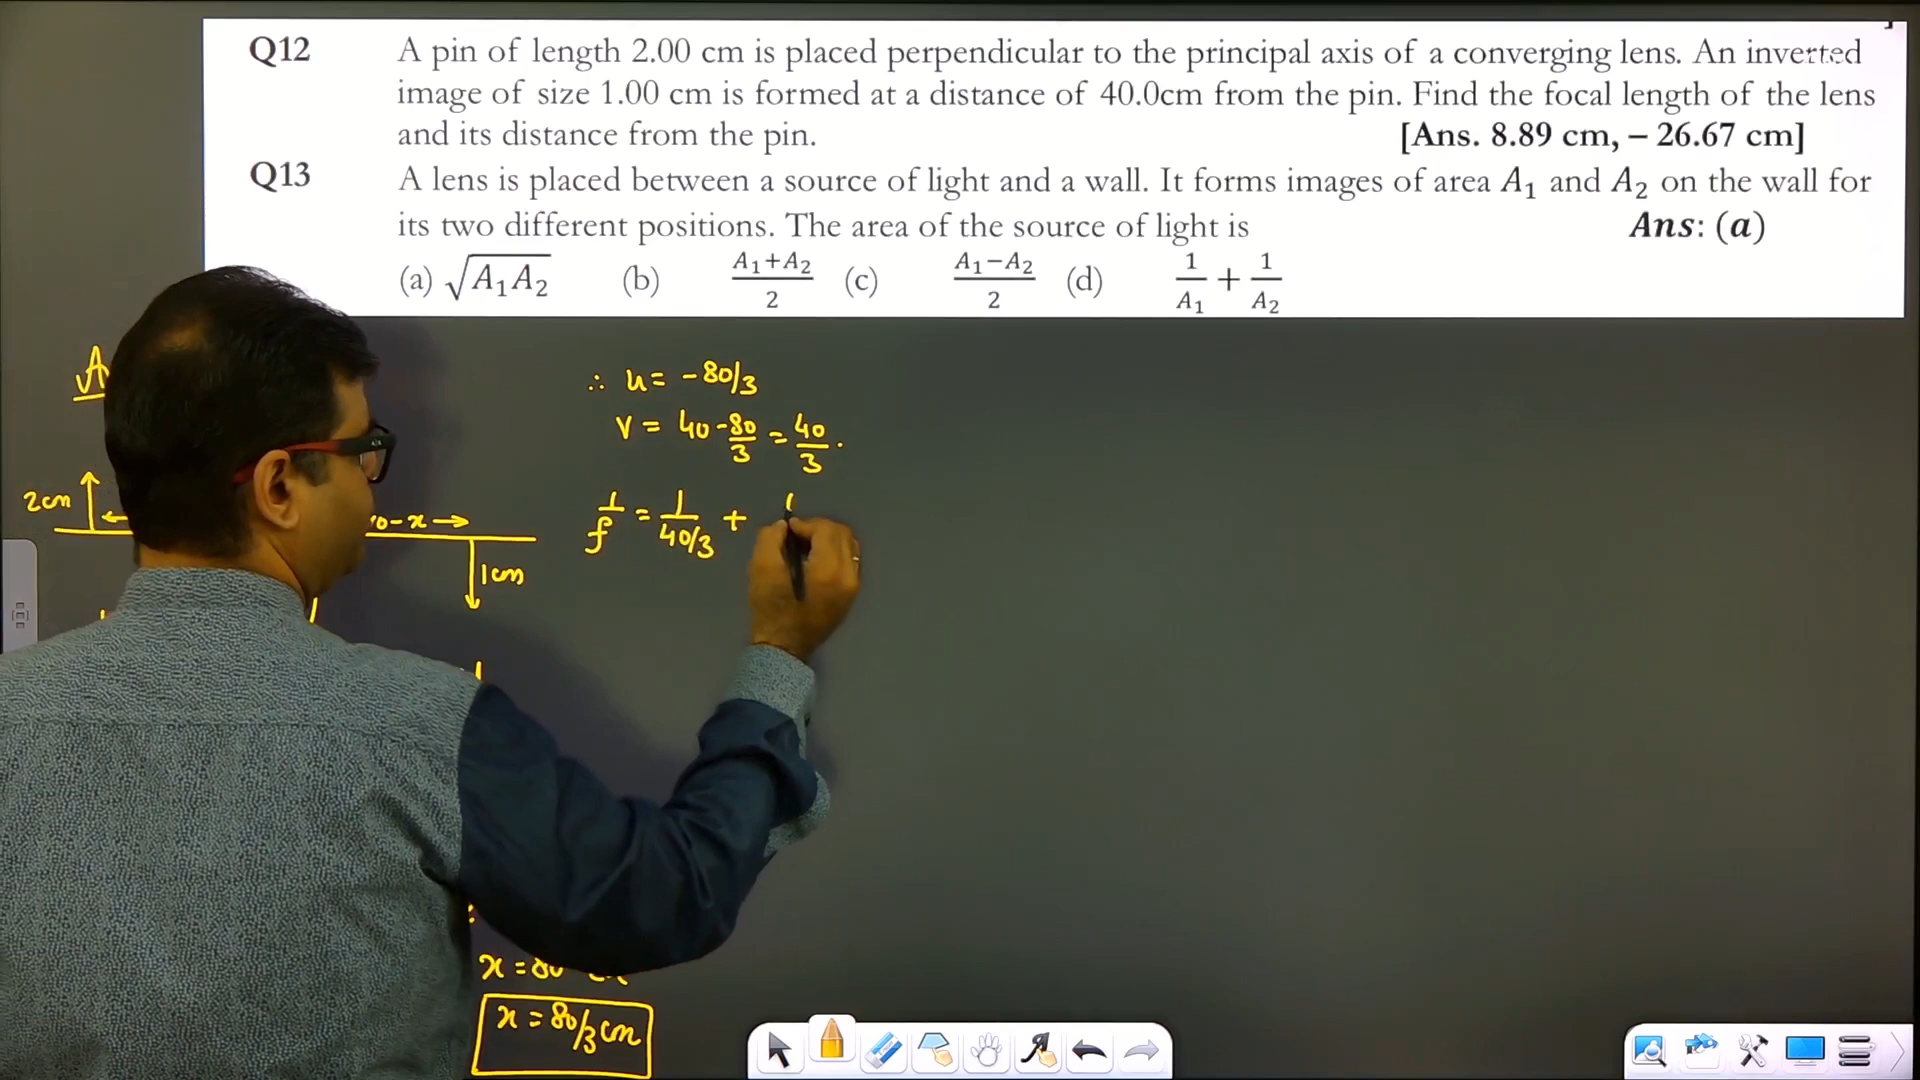 Q12 A pin of length 2.00 cm is placed perpendicular to the principal axis of a converging lens. An inverted
image of size 1.00 cm is formed at a distance of 40.0cm from the pin. Find the focal length of the lens
and its distance from the pin. [Ans. 8.89 cm, – 26.67 cm]
Q13 A lens is placed between a source of light and a wall. It forms images of area A₁ and A₂ on the wall for
its two different positions. The area of the source of light is Ans: (a)
(a) √A₁A₂ (b) A₁+A₂/2 (c) A₁−A₂/2 (d) 1/A₁ + 1/A₂
A
∴ u = -80/3
v = 40 - 80/3 = 40/3 .
2cm
0-x →
1/f = 1/40/3 +
1cm
x = 80
x = 80/3 cm